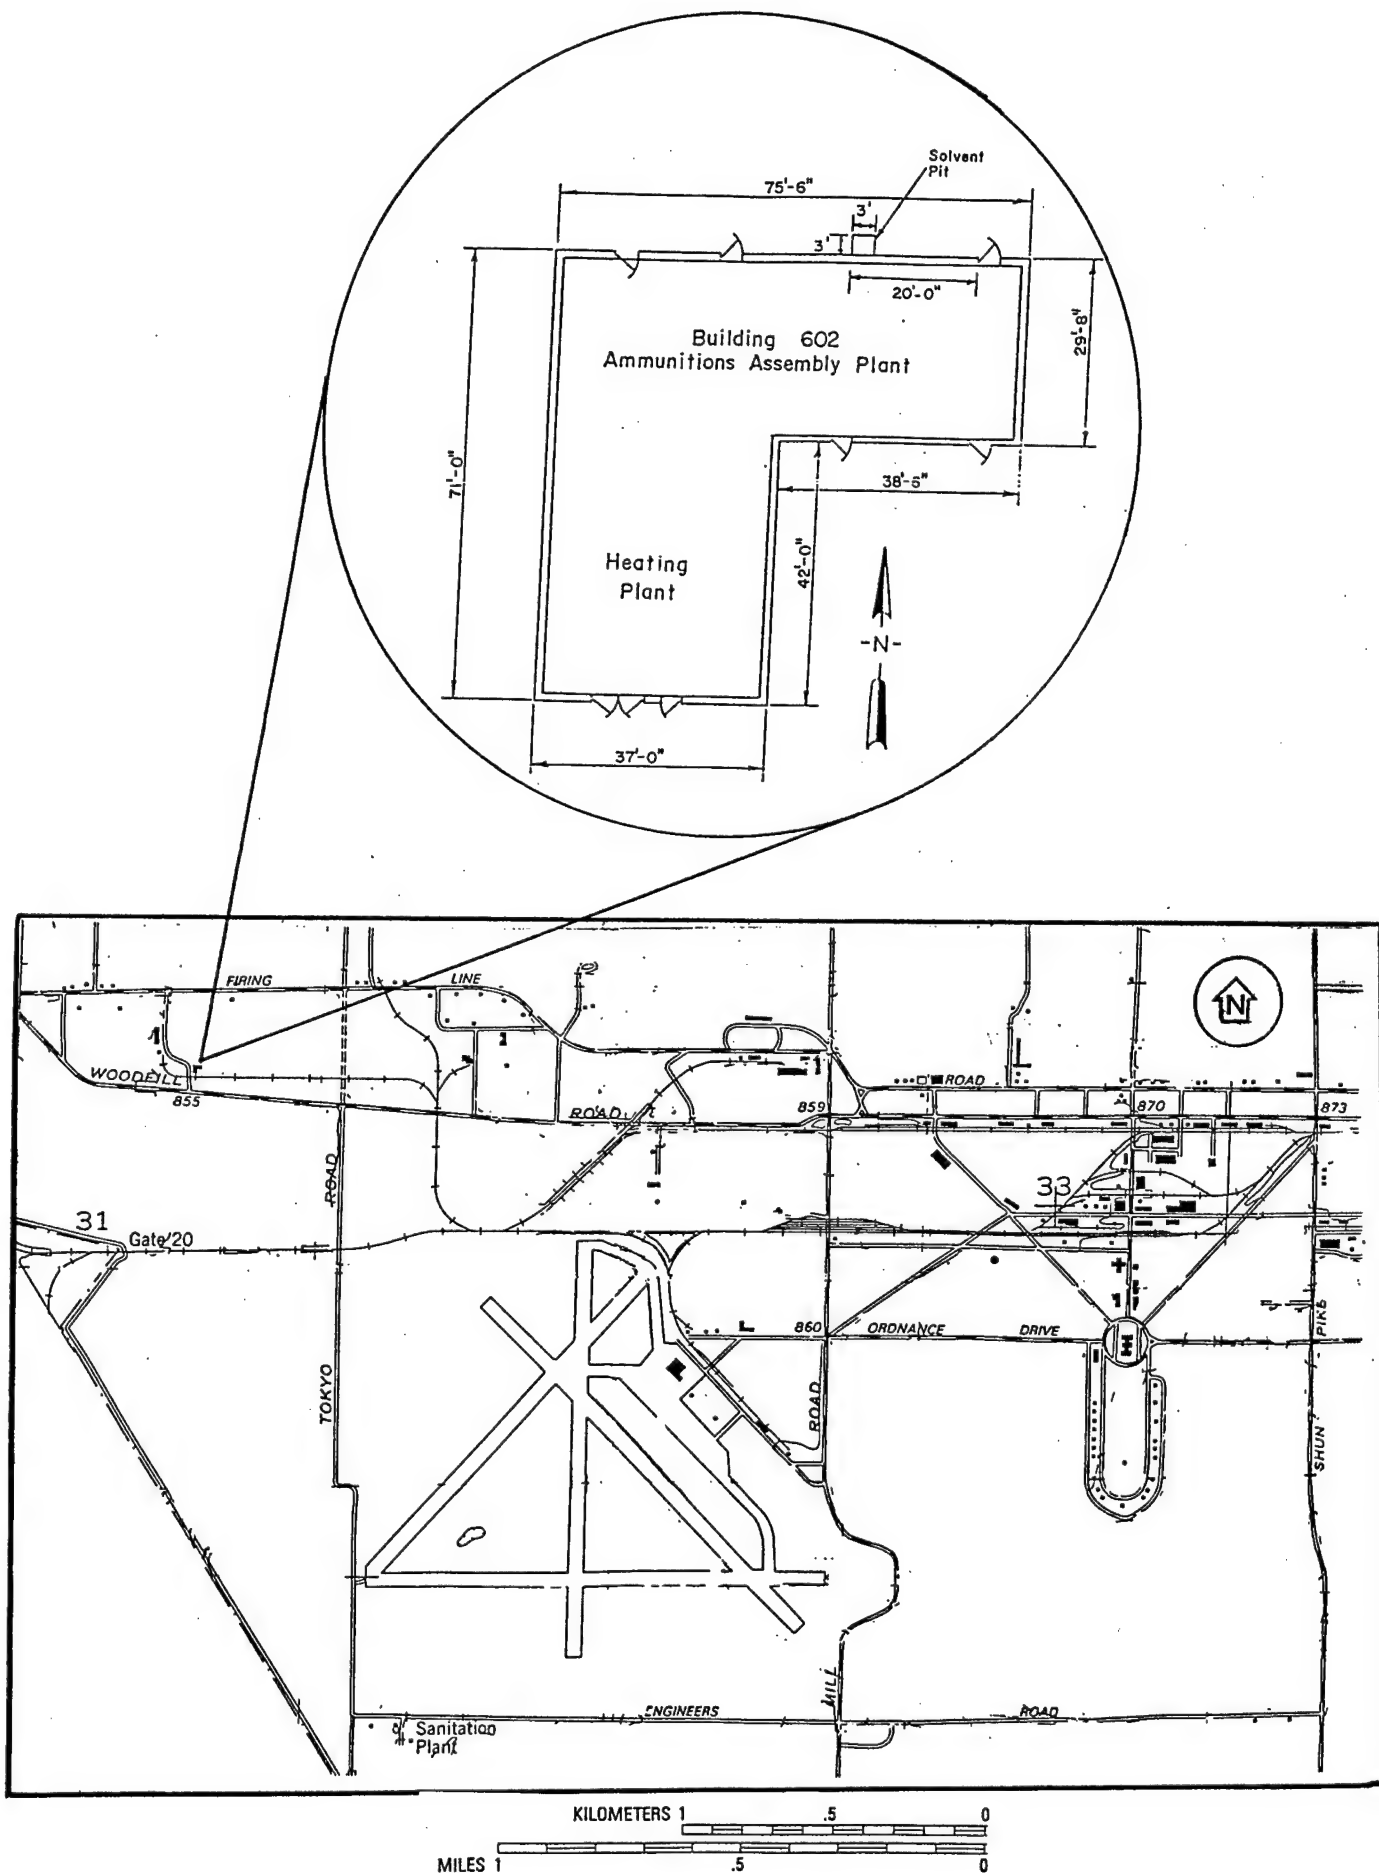 Solvent
Pit
75'-6"
3'
3'
20'-0"
29'-8"
Building 602
Ammunitions Assembly Plant
71'-0"
38'-6"
42'-0"
Heating
Plant
-N-
37'-0"
FIRING LINE
N
WOODFILL
855
ROAD
859
ROAD
870
873
ROAD
31
Gate 20
33
860
ORDNANCE DRIVE
PIKE
TOKYO
ROAD
SHUN
MILL
ENGINEERS ROAD
Sanitation
Plant
KILOMETERS 1 .5 0
MILES 1 .5 0